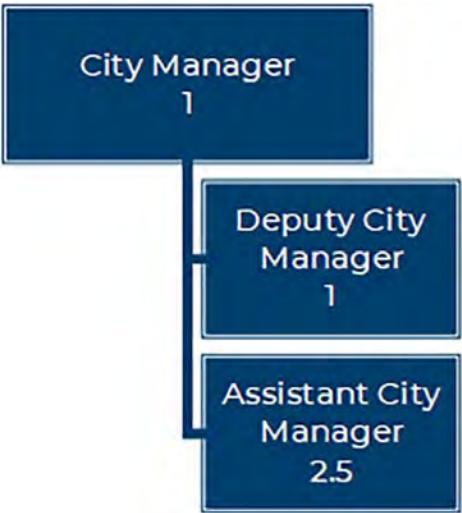 City Manager
1
Deputy City
Manager
1
Assistant City
Manager
2.5